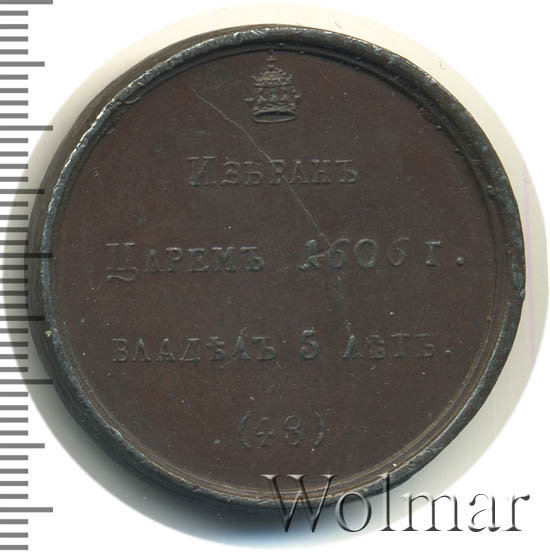 Избранъ
Царемъ 1606 г.
владѣлъ 5 лѣтъ.
(48)
Wolmar